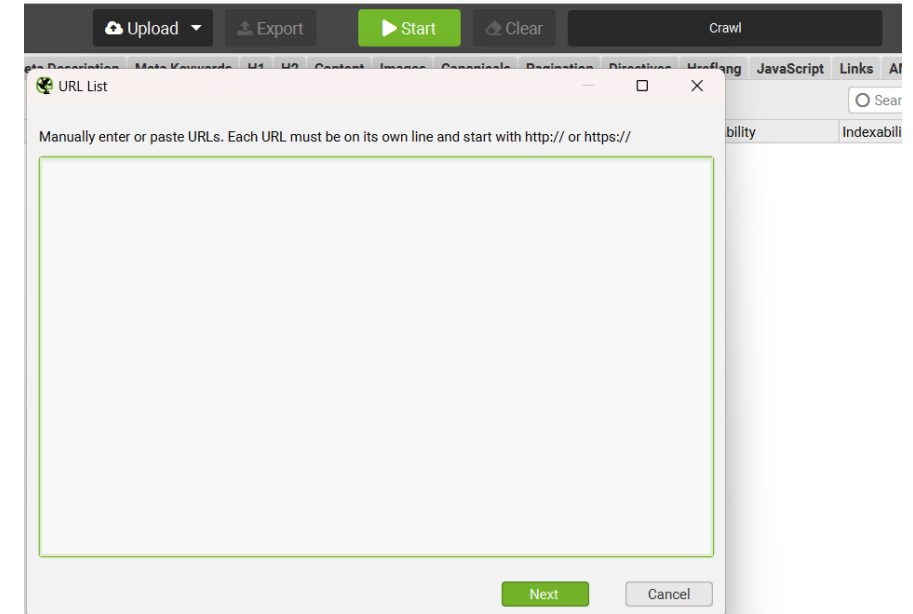 Upload Export Start Clear Crawl
Meta Keywords H1 H2 Content Images Canonicals Pagination Directives Hreflang JavaScript Links
URL List
Manually enter or paste URLs. Each URL must be on its own line and start with http:// or https://
Next Cancel